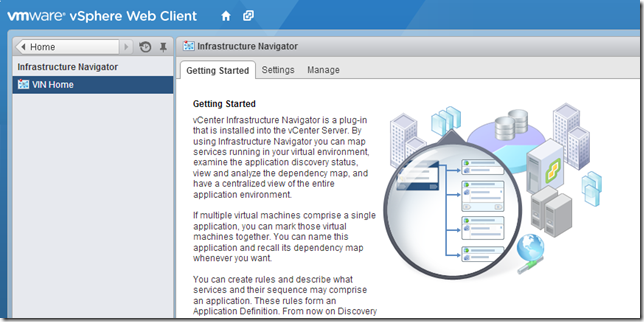 vmware® vSphere Web Client
Home
Infrastructure Navigator
VIN Home
Infrastructure Navigator
Getting Started
Settings
Manage
Getting Started
vCenter Infrastructure Navigator is a plug-in
that is installed into the vCenter Server. By
using Infrastructure Navigator you can map
services running in your virtual environment,
examine the application discovery status,
view and analyze the dependency map, and
have a centralized view of the entire
application environment.
If multiple virtual machines comprise a single
application, you can mark those virtual
machines together. You can name this
application and recall its dependency map
whenever you want.
You can create rules and describe what
services and their sequence may comprise
an application. These rules form an
Application Definition. From now on Discovery